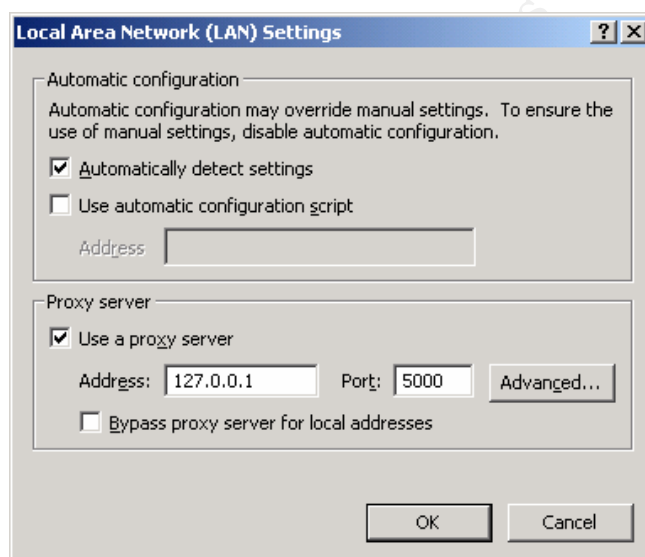 Local Area Network (LAN) Settings
Automatic configuration
Automatic configuration may override manual settings. To ensure the
use of manual settings, disable automatic configuration.
Automatically detect settings
Use automatic configuration script
Address
Proxy server
Use a proxy server
Address: 127.0.0.1 Port: 5000 Advanced...
Bypass proxy server for local addresses
OK Cancel